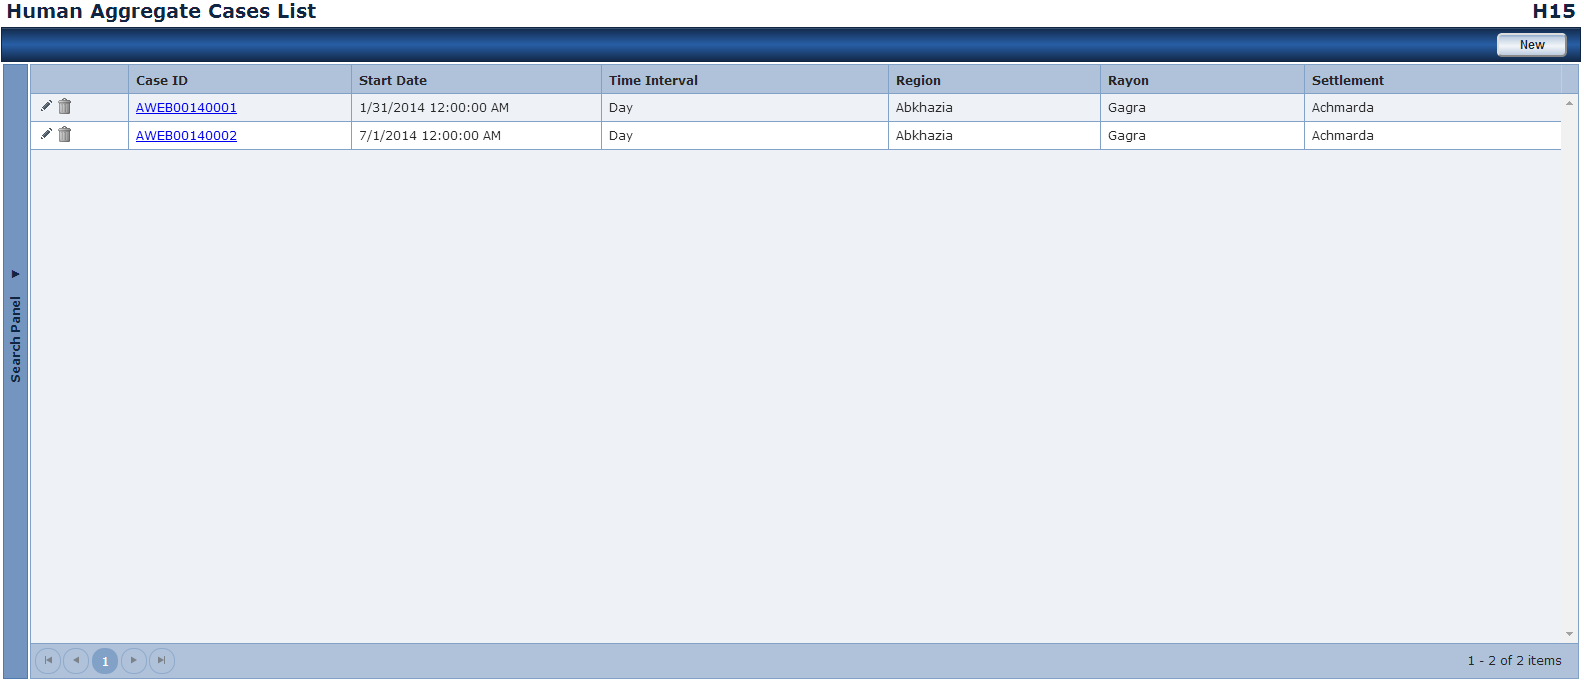 Human Aggregate Cases List H15
New
Case ID Start Date Time Interval Region Rayon Settlement
AWEB00140001 1/31/2014 12:00:00 AM Day Abkhazia Gagra Achmarda
AWEB00140002 7/1/2014 12:00:00 AM Day Abkhazia Gagra Achmarda
Search Panel
1 1 - 2 of 2 items